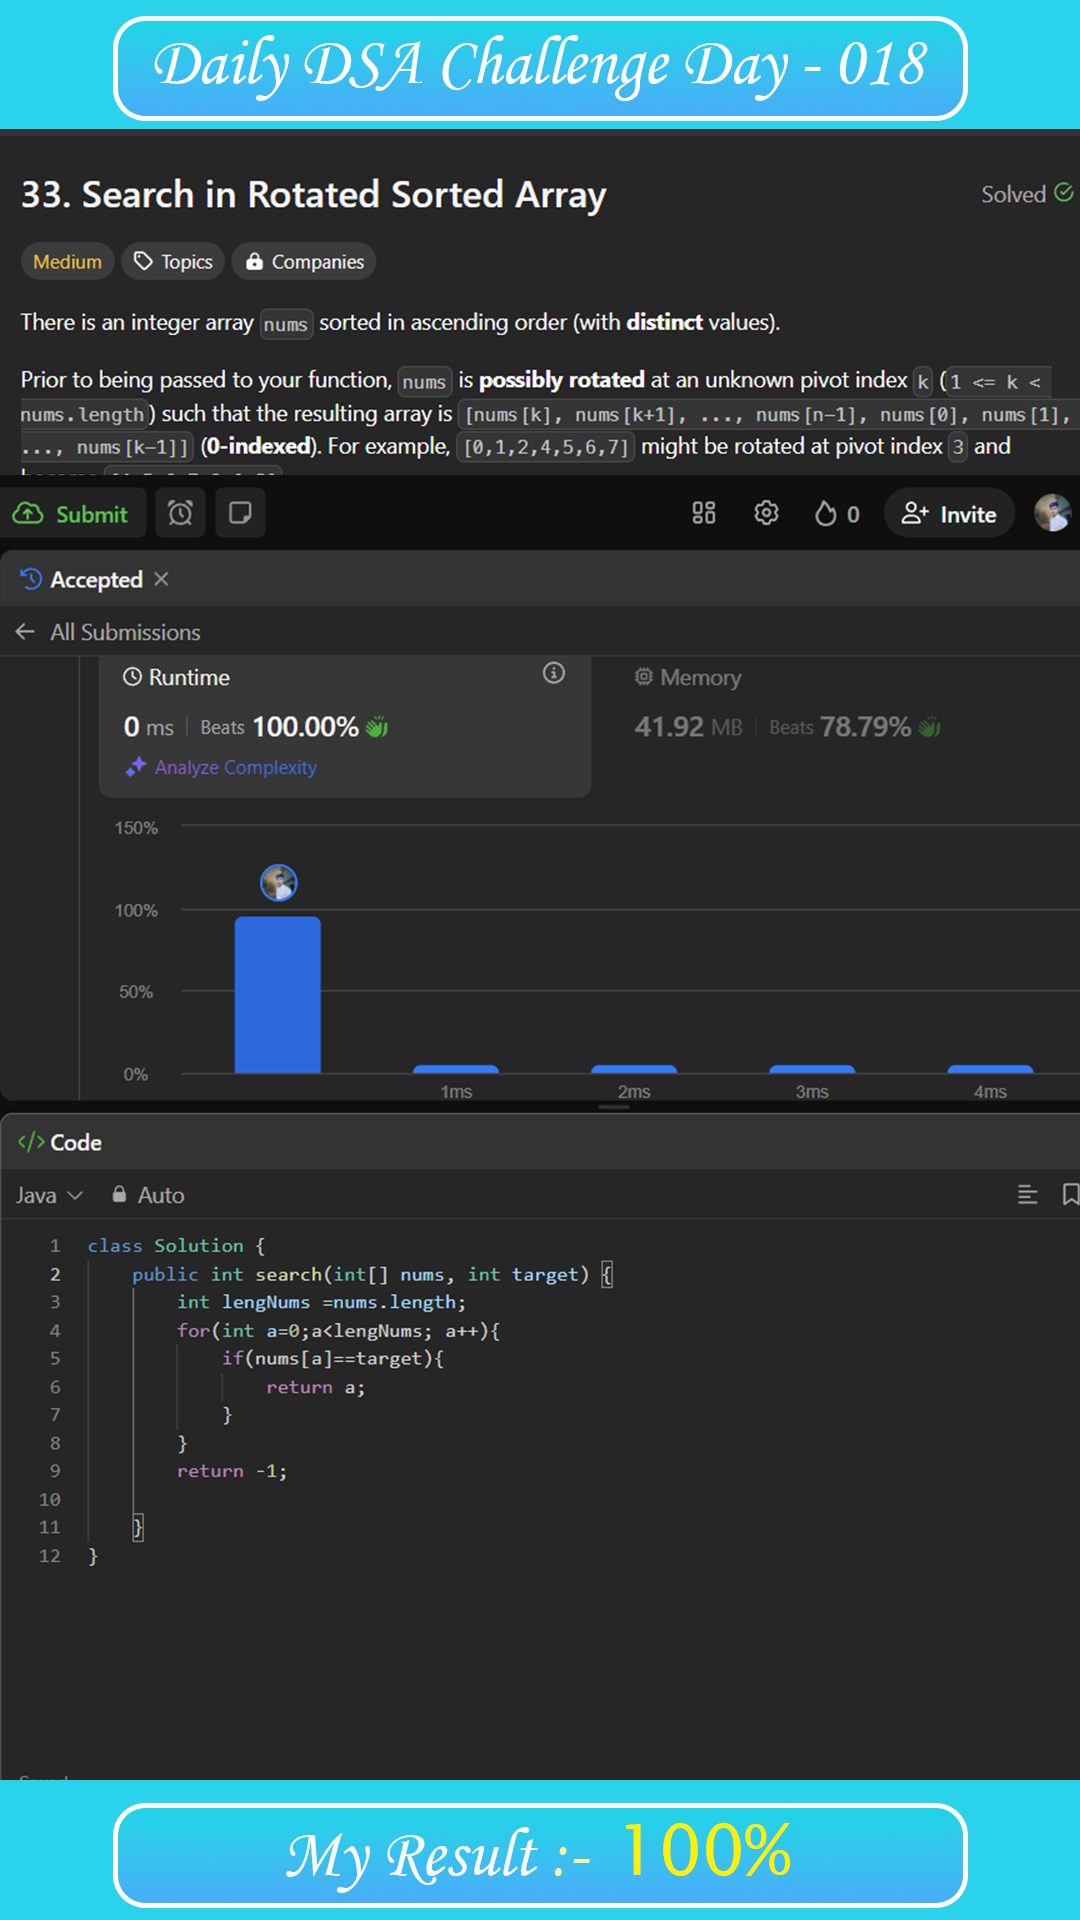 Daily DSA Challenge Day - 018
33. Search in Rotated Sorted Array
Solved
Medium Topics Companies
There is an integer array nums sorted in ascending order (with distinct values).
Prior to being passed to your function, nums is possibly rotated at an unknown pivot index k (1 <= k <
nums.length) such that the resulting array is [nums[k], nums[k+1], ..., nums[n-1], nums[0], nums[1],
..., nums[k-1]] (0-indexed). For example, [0,1,2,4,5,6,7] might be rotated at pivot index 3 and
Submit 0 Invite
Accepted
All Submissions
Runtime Memory
0 ms Beats 100.00% 41.92 MB Beats 78.79%
Analyze Complexity
150%
100%
50%
0%
1ms 2ms 3ms 4ms
</> Code
Java Auto
1 class Solution {
2 public int search(int[] nums, int target) {
3 int lengNums =nums.length;
4 for(int a=0;a<lengNums; a++){
5 if(nums[a]==target){
6 return a;
7 }
8 }
9 return -1;
10
11 }
12 }
My Result :- 100%